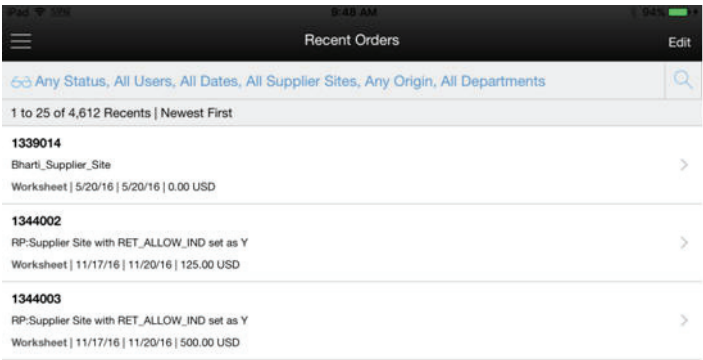 iPad
9:48 AM
94%
Recent Orders
Edit
Any Status, All Users, All Dates, All Supplier Sites, Any Origin, All Departments
1 to 25 of 4,612 Recents | Newest First
1339014
Bharti_Supplier_Site
Worksheet | 5/20/16 | 5/20/16 | 0.00 USD
1344002
RP:Supplier Site with RET_ALLOW_IND set as Y
Worksheet | 11/17/16 | 11/20/16 | 125.00 USD
1344003
RP:Supplier Site with RET_ALLOW_IND set as Y
Worksheet | 11/17/16 | 11/20/16 | 500.00 USD